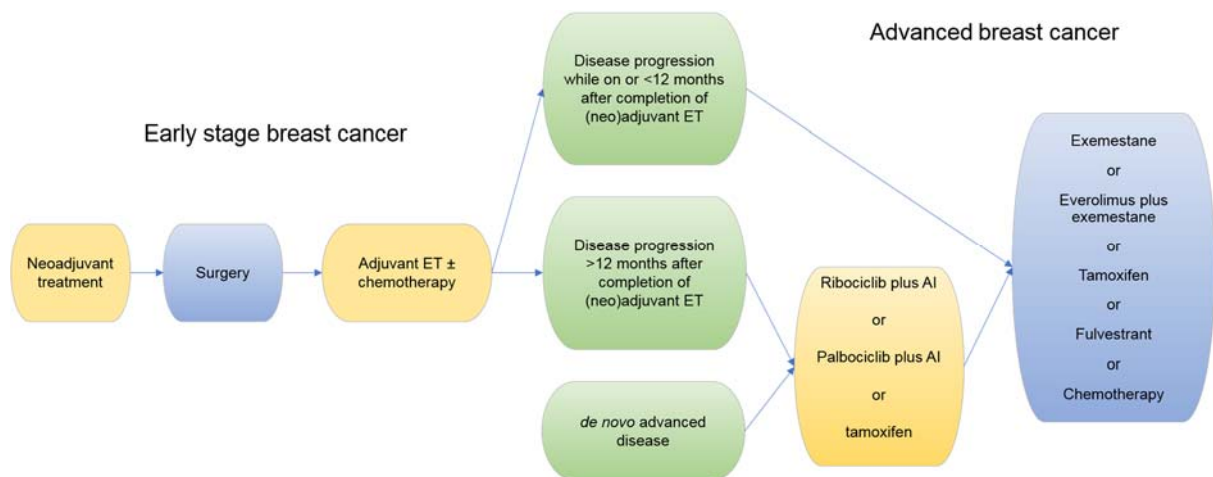 Early stage breast cancer
Advanced breast cancer
Neoadjuvant
treatment
Surgery
Adjuvant ET ±
chemotherapy
Disease progression
while on or <12 months
after completion of
(neo)adjuvant ET
Disease progression
>12 months after
completion of
(neo)adjuvant ET
de novo advanced
disease
Ribociclib plus AI
or
Palbociclib plus AI
or
tamoxifen
Exemestane
or
Everolimus plus
exemestane
or
Tamoxifen
or
Fulvestrant
or
Chemotherapy